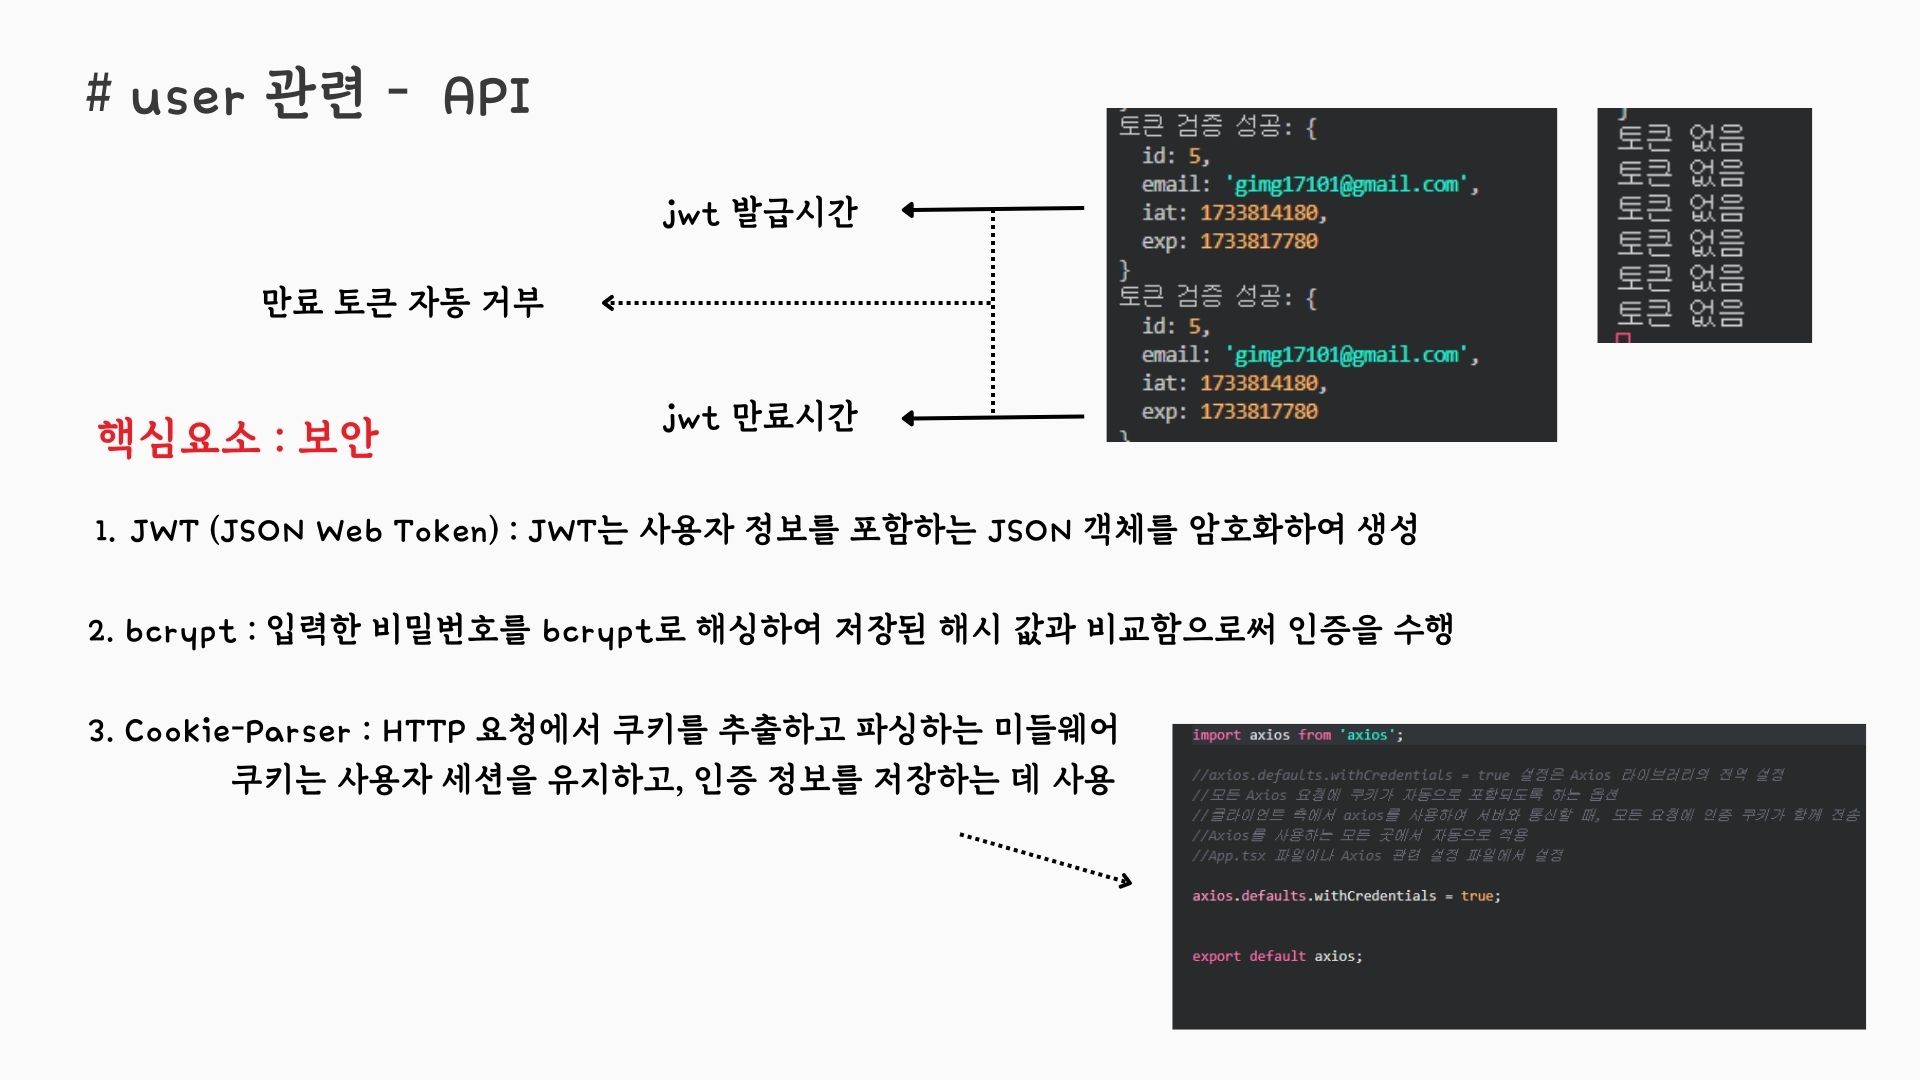 # user 관련 - API
jwt 발급시간
만료 토큰 자동 거부
jwt 만료시간
토큰 검증 성공: {
id: 5,
email: 'gimg17101@gmail.com',
iat: 1733814180,
exp: 1733817780
}
토큰 검증 성공: {
id: 5,
email: 'gimg17101@gmail.com',
iat: 1733814180,
exp: 1733817780
}
토큰 없음
토큰 없음
토큰 없음
토큰 없음
토큰 없음
토큰 없음
핵심요소 : 보안
1. JWT (JSON Web Token) : JWT는 사용자 정보를 포함하는 JSON 객체를 암호화하여 생성
2. bcrypt : 입력한 비밀번호를 bcrypt로 해싱하여 저장된 해시 값과 비교함으로써 인증을 수행
3. Cookie-Parser : HTTP 요청에서 쿠키를 추출하고 파싱하는 미들웨어
쿠키는 사용자 세션을 유지하고, 인증 정보를 저장하는 데 사용
import axios from 'axios';
//axios.defaults.withCredentials = true 설정은 Axios 라이브러리의 전역 설정
//모든 Axios 요청에 쿠키가 자동으로 포함되도록 하는 옵션
//클라이언트 측에서 axios를 사용하여 서버와 통신할 때, 모든 요청에 인증 쿠키가 함께 전송
//Axios를 사용하는 모든 곳에서 자동으로 적용
//App.tsx 파일이나 Axios 관련 설정 파일에서 설정
axios.defaults.withCredentials = true;
export default axios;